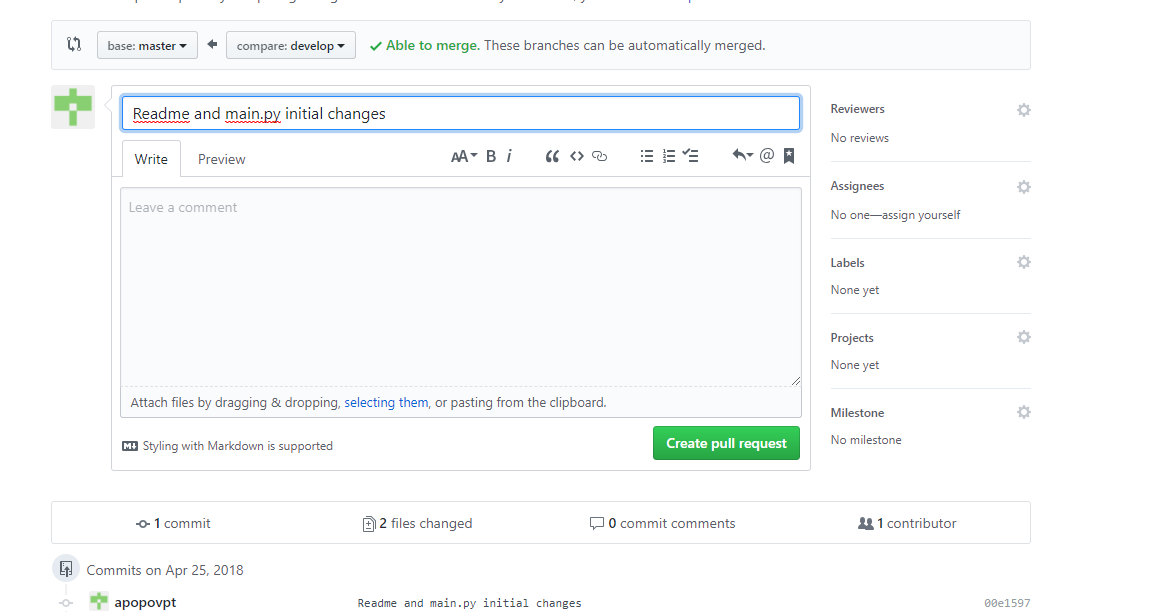 base: master compare: develop Able to merge. These branches can be automatically merged.
Readme and main.py initial changes
Write Preview AA B i @
Leave a comment
Attach files by dragging & dropping, selecting them, or pasting from the clipboard.
Styling with Markdown is supported Create pull request
Reviewers
No reviews
Assignees
No one—assign yourself
Labels
None yet
Projects
None yet
Milestone
No milestone
1 commit 2 files changed 0 commit comments 1 contributor
Commits on Apr 25, 2018
apopovpt Readme and main.py initial changes 00e1597